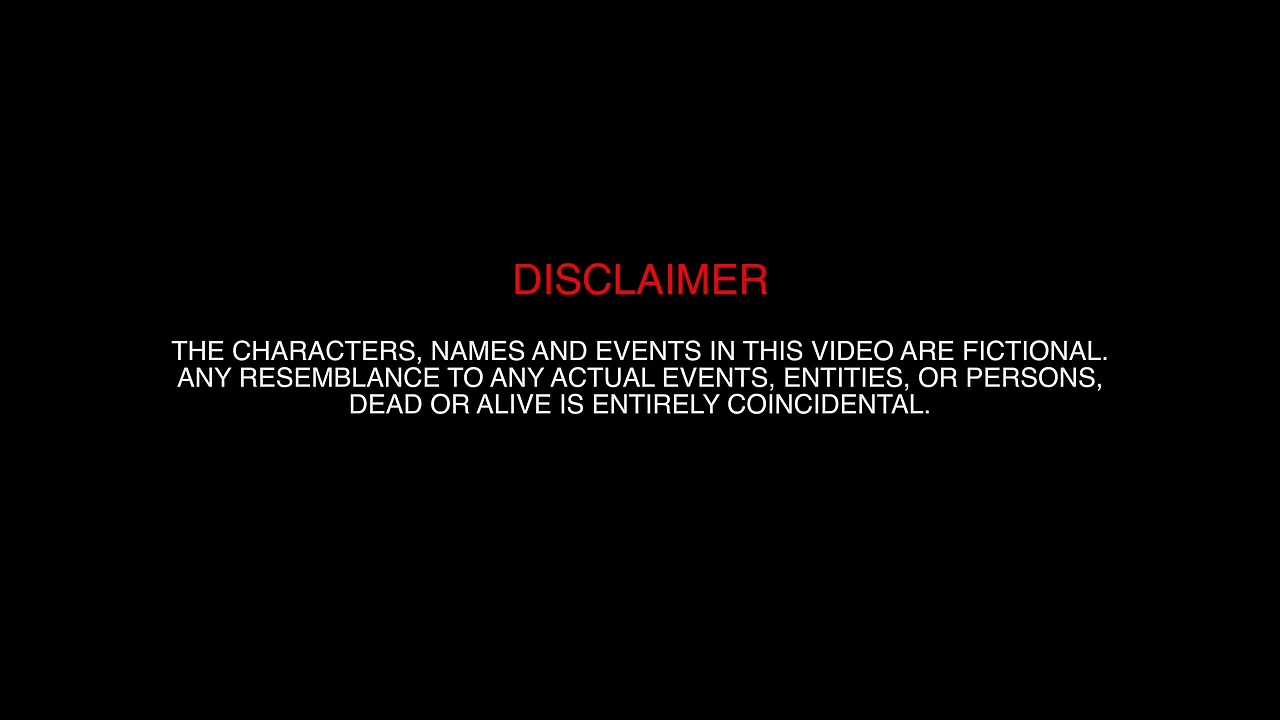 DISCLAIMER
THE CHARACTERS, NAMES AND EVENTS IN THIS VIDEO ARE FICTIONAL.
ANY RESEMBLANCE TO ANY ACTUAL EVENTS, ENTITIES, OR PERSONS,
DEAD OR ALIVE IS ENTIRELY COINCIDENTAL.